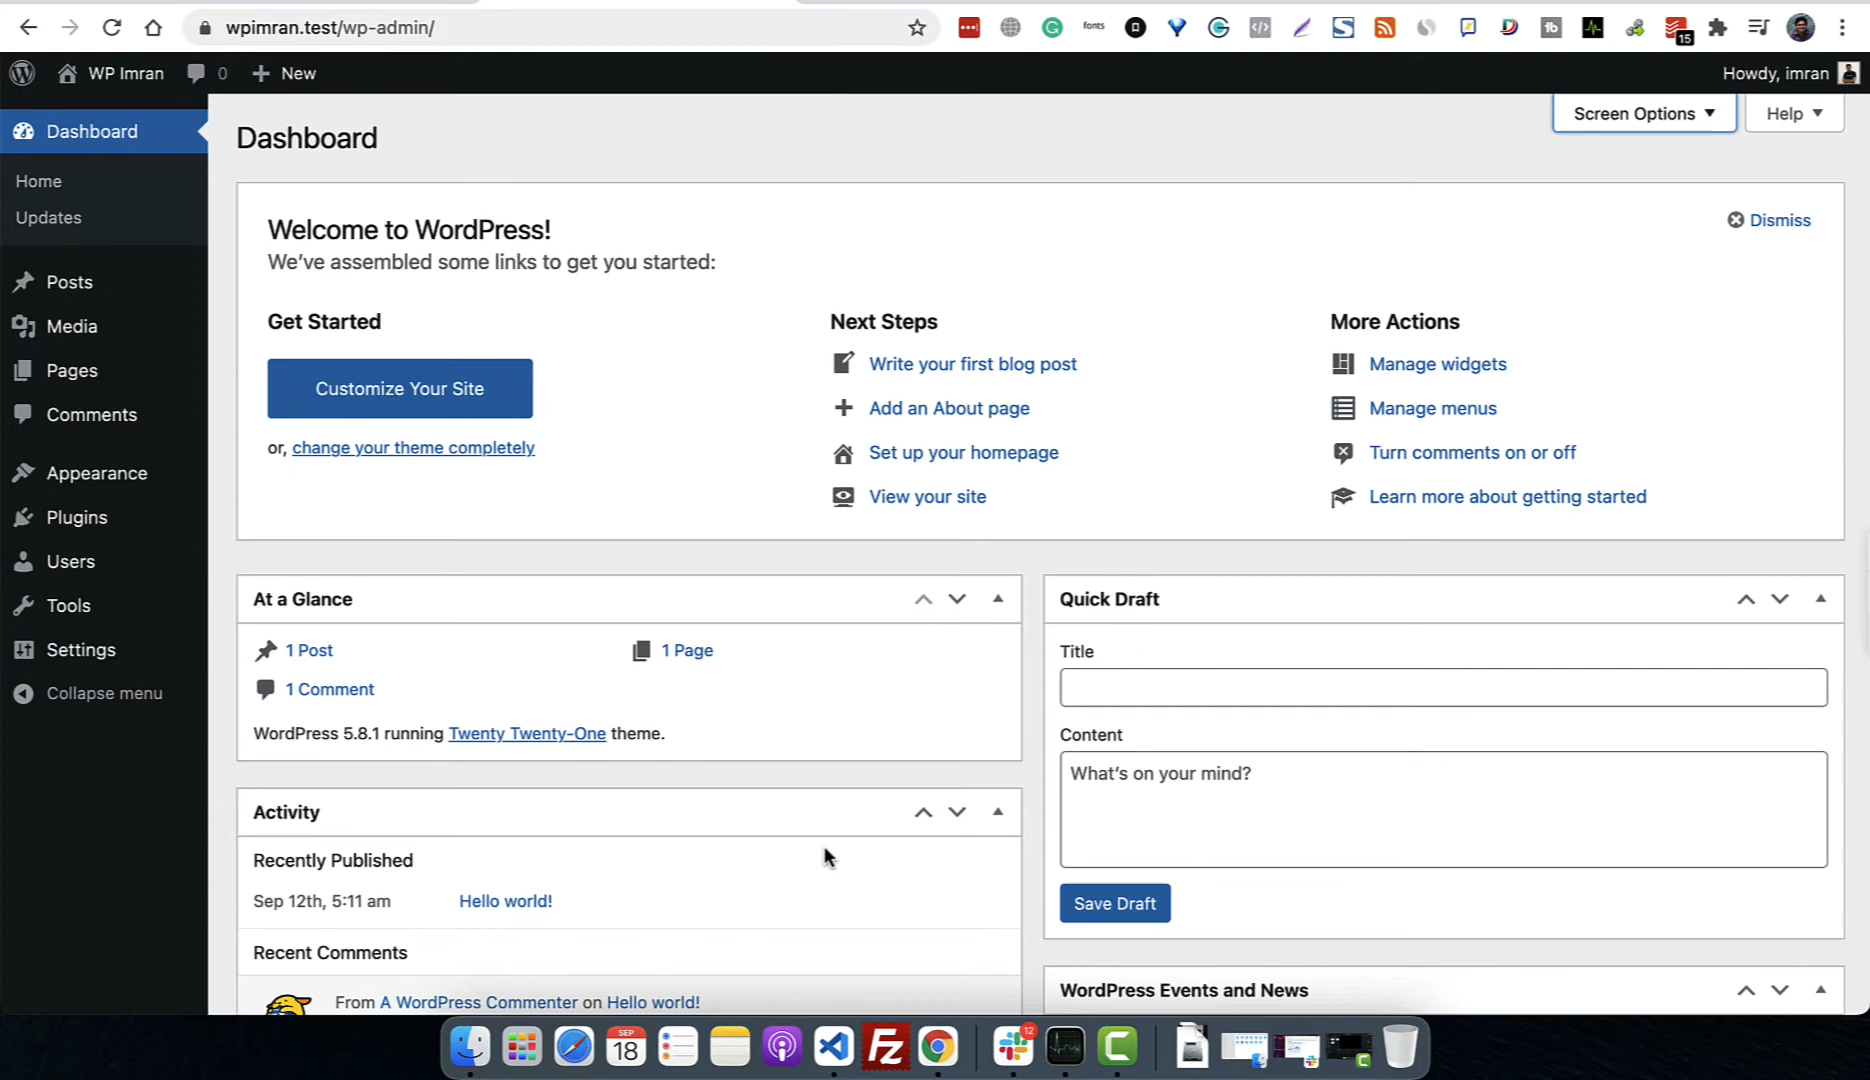 wpimran.test/wp-admin/
fonts
15
WP Imran
0
New
Howdy, imran
Dashboard
Home
Updates
Posts
Media
Pages
Comments
Appearance
Plugins
Users
Tools
Settings
Collapse menu
Dashboard
Screen Options
Help
Welcome to WordPress!
Dismiss
We've assembled some links to get you started:
Get Started
Customize Your Site
or, change your theme completely
Next Steps
Write your first blog post
Add an About page
Set up your homepage
View your site
More Actions
Manage widgets
Manage menus
Turn comments on or off
Learn more about getting started
At a Glance
1 Post
1 Page
1 Comment
WordPress 5.8.1 running Twenty Twenty-One theme.
Activity
Recently Published
Sep 12th, 5:11 am
Hello world!
Recent Comments
From A WordPress Commenter on Hello world!
Quick Draft
Title
Content
What's on your mind?
Save Draft
WordPress Events and News
SEP
18
Fz
12